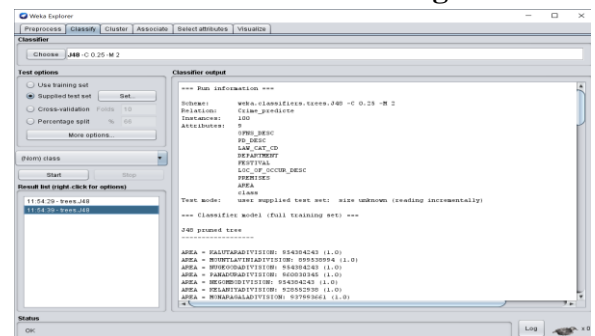 Weka Explorer
Preprocess Classify Cluster Associate Select attributes Visualize
Classifier
Choose J48 -C 0.25 -M 2
Test options
Use training set
Supplied test set Set...
Cross-validation Folds 10
Percentage split % 66
More options...
(Nom) class
Start Stop
Result list (right-click for options)
11:54:29 - trees.J48
11:54:39 - trees.J48
Classifier output
=== Run information ===
Scheme: weka.classifiers.trees.J48 -C 0.25 -M 2
Relation: Crime_predicte
Instances: 100
Attributes: 9
OFNS_DESC
PD_DESC
LAW_CAT_CD
DEPARTMENT
FESTIVAL
LOC_OF_OCCUR_DESC
PREMISES
AREA
class
Test mode: user supplied test set: size unknown (reading incrementally)
=== Classifier model (full training set) ===
J48 pruned tree
------------------
AREA = KALUTARADIVISION: 954304243 (1.0)
AREA = MOUNTLAVINIADIVISION: 899538994 (1.0)
AREA = NUGEGODADIVISION: 954304243 (1.0)
AREA = PANADURADIVISION: 960030345 (1.0)
AREA = NEGOMBODIVISION: 954304243 (1.0)
AREA = KELANIYADIVISION: 928552938 (1.0)
AREA = MONARAGALADIVISION: 937993661 (1.0)
Status
OK
Log
x 0